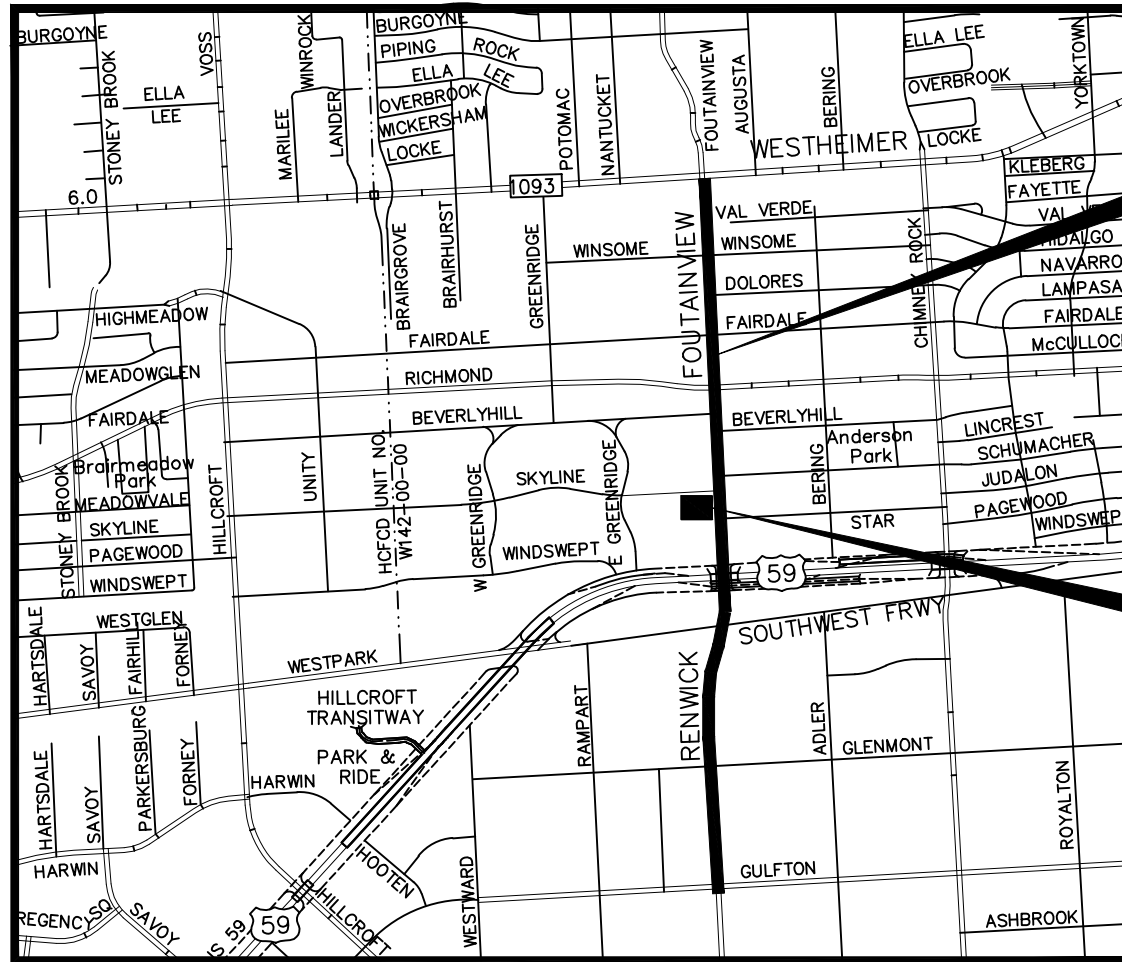 BURGOYNE
STONEY BROOK
VOSS
ELLA
LEE
WINROCK
MARILEE
LANDER
BURGOYNE
PIPING
ROCK
ELLA
LEE
OVERBROOK
WICKERSHAM
LOCKE
POTOMAC
NANTUCKET
FOUTAINVIEW
AUGUSTA
BERING
ELLA LEE
OVERBROOK
YORKTOWN
WESTHEIMER
LOCKE
KLEBERG
FAYETTE
6.0
1093
BRAIRGROVE
BRAIRHURST
GREENRIDGE
WINSOME
FOUTAINVIEW
VAL VERDE
WINSOME
DOLORES
FAIRDALE
CHIMNEY ROCK
HIDALGO
NAVARRO
LAMPASA
FAIRDALE
McCULLOCH
HIGHMEADOW
MEADOWGLEN
FAIRDALE
FAIRDALE
RICHMOND
BEVERLYHILL
BEVERLYHILL
LINCREST
Brairmeadow
Park
STONEY BROOK
MEADOWVALE
SKYLINE
PAGEWOOD
WINDSWEPT
HILLCROFT
UNITY
HCFCD UNIT NO.
W142-00-00
W GREENRIDGE
SKYLINE
WINDSWEPT
E GREENRIDGE
BERING
Anderson
Park
SCHUMACHER
JUDALON
PAGEWOOD
WINDSWEP
STAR
59
SOUTHWEST FRWY
WESTGLEN
HARTSDALE
SAVOY
FAIRHILL
FORNEY
WESTPARK
HILLCROFT
TRANSITWAY
PARK &
RIDE
RAMPART
RENWICK
ADLER
GLENMONT
ROYALTON
HARTSDALE
SAVOY
PARKERSBURG
FORNEY
HARWIN
HARWIN
HOOTEN
WESTWARD
GULFTON
REGENCY SQ
SAVOY
US 59
59
HILLCROFT
ASHBROOK